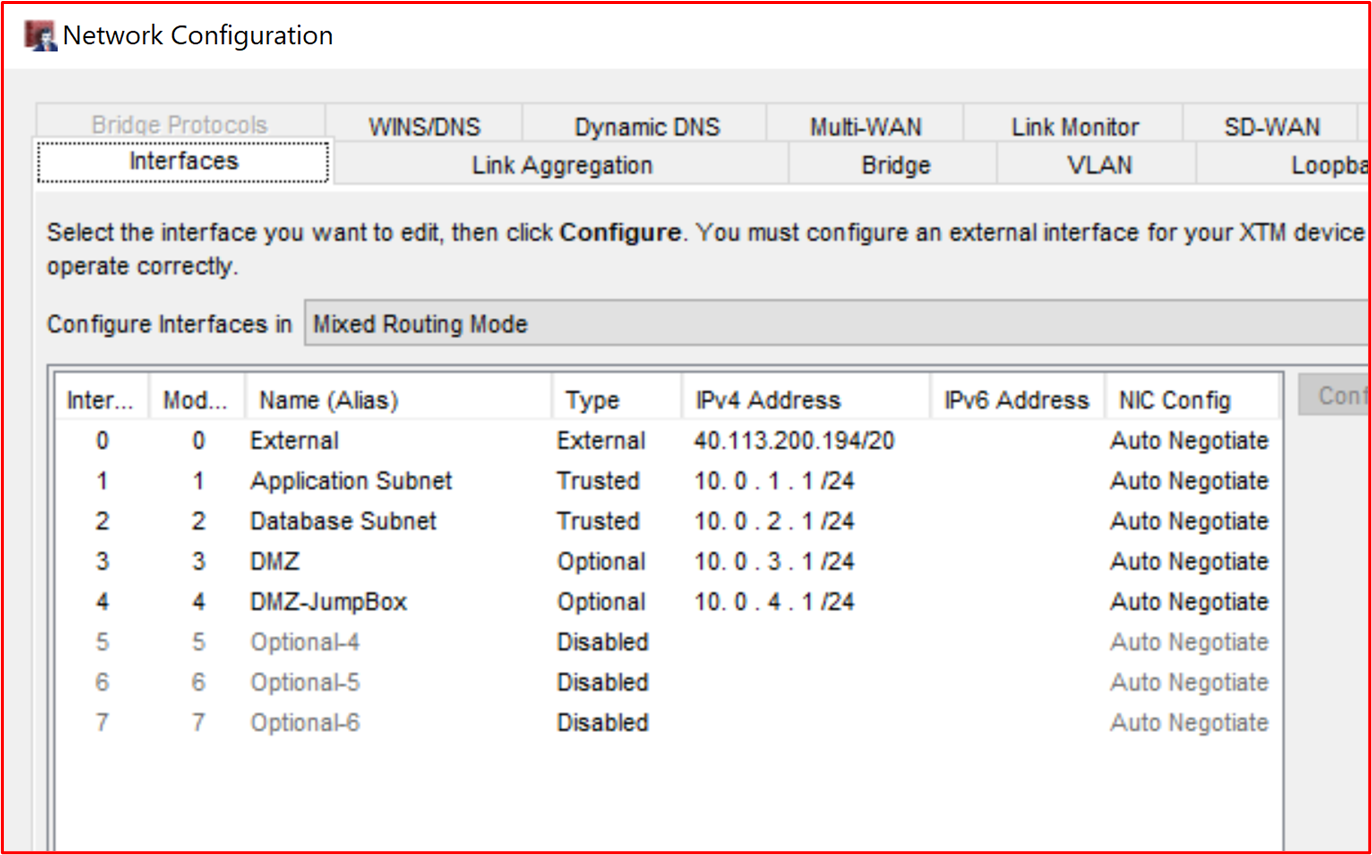 Network Configuration
Bridge Protocols WINS/DNS Dynamic DNS Multi-WAN Link Monitor SD-WAN
Interfaces Link Aggregation Bridge VLAN Loopba
Select the interface you want to edit, then click Configure. You must configure an external interface for your XTM device
operate correctly.
Configure Interfaces in Mixed Routing Mode
Inter... Mod... Name (Alias) Type IPv4 Address IPv6 Address NIC Config Conf
0 0 External External 40.113.200.194/20 Auto Negotiate
1 1 Application Subnet Trusted 10. 0 . 1 . 1 /24 Auto Negotiate
2 2 Database Subnet Trusted 10. 0 . 2 . 1 /24 Auto Negotiate
3 3 DMZ Optional 10. 0 . 3 . 1 /24 Auto Negotiate
4 4 DMZ-JumpBox Optional 10. 0 . 4 . 1 /24 Auto Negotiate
5 5 Optional-4 Disabled Auto Negotiate
6 6 Optional-5 Disabled Auto Negotiate
7 7 Optional-6 Disabled Auto Negotiate